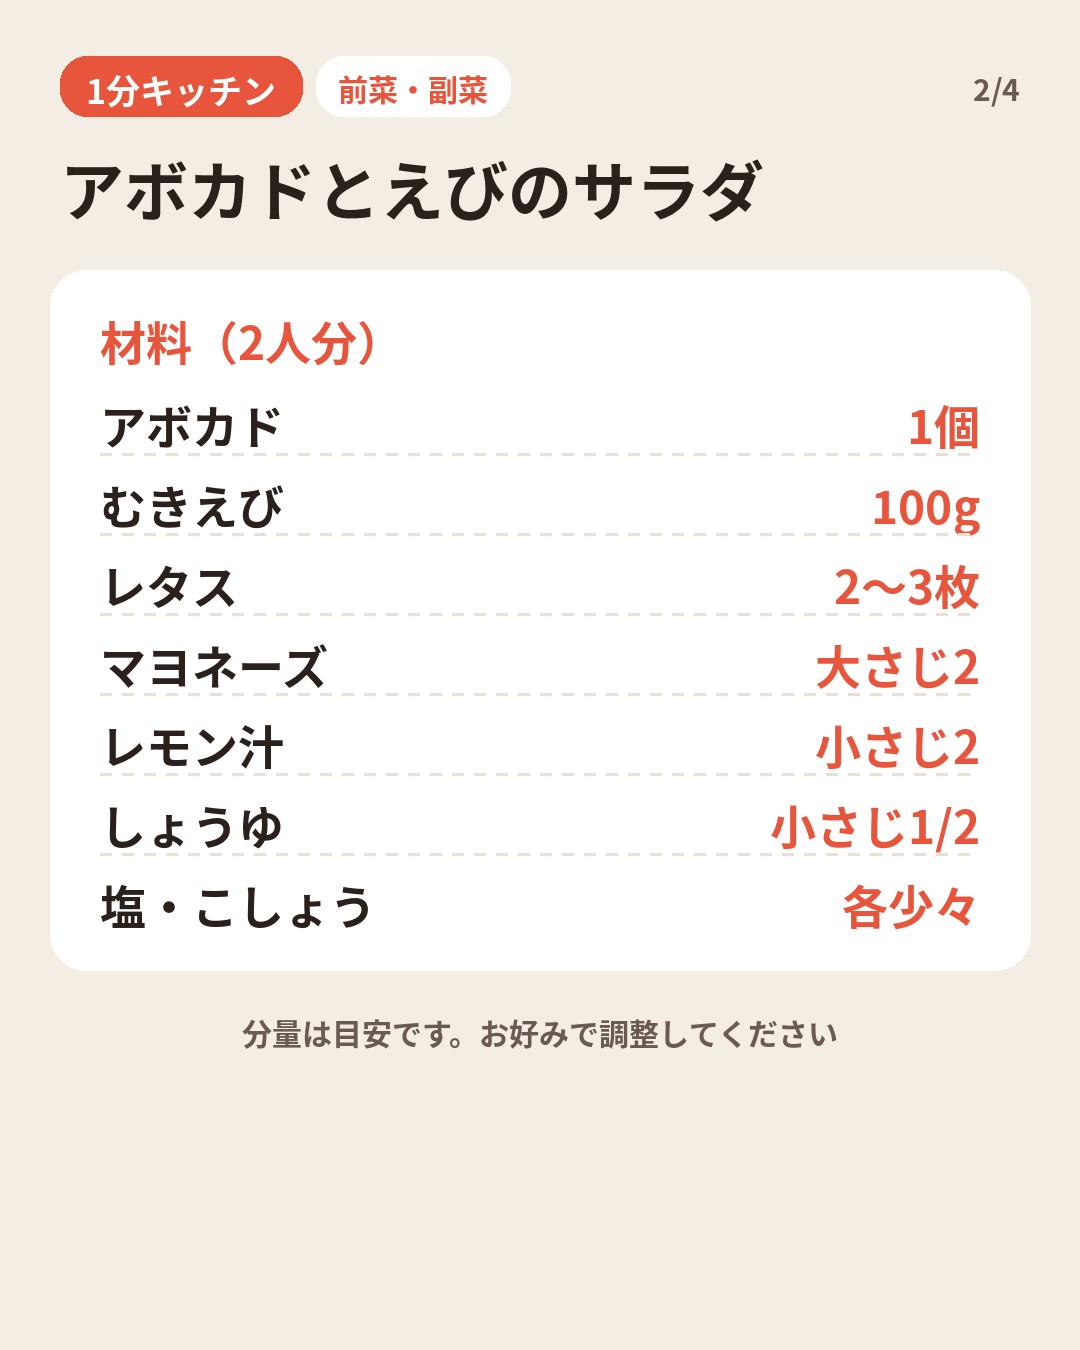 1分キッチン 前菜・副菜 2/4
アボカドとえびのサラダ
材料（2人分）
アボカド 1個
むきえび 100g
レタス 2〜3枚
マヨネーズ 大さじ2
レモン汁 小さじ2
しょうゆ 小さじ1/2
塩・こしょう 各少々
分量は目安です。お好みで調整してください